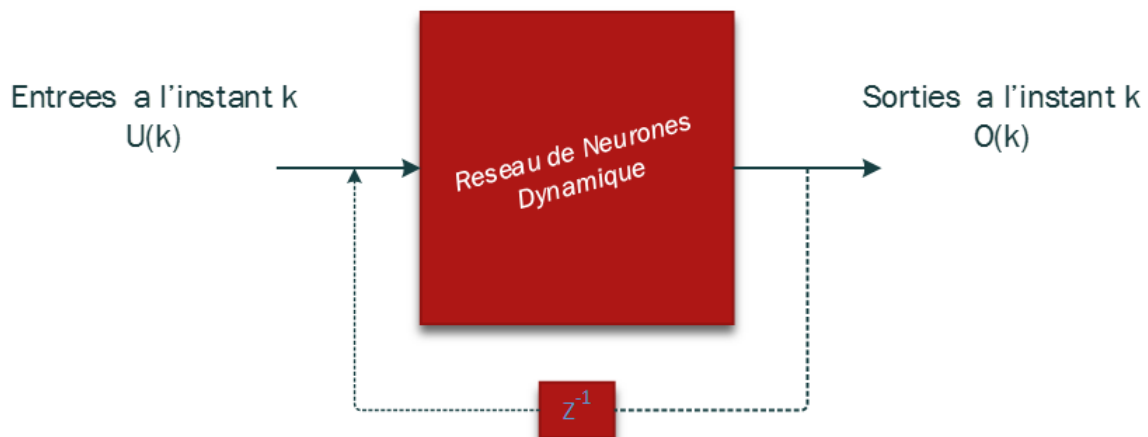 Entrees a l'instant k
U(k)
Reseau de Neurones
Dynamique
Sorties a l'instant k
O(k)
Z⁻¹